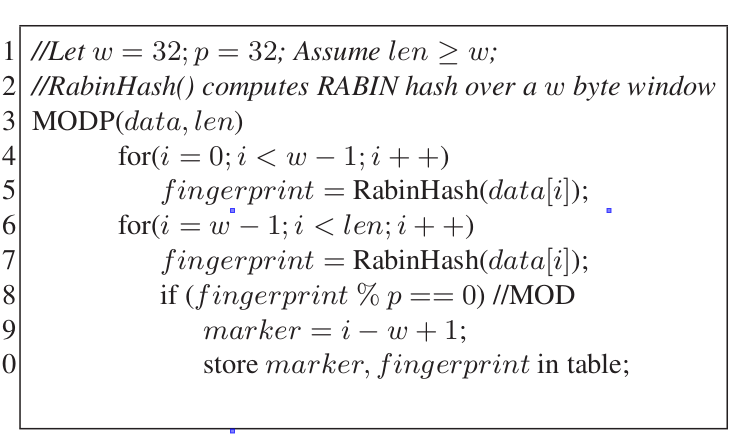 1 //Let w = 32; p = 32; Assume len ≥ w;
2 //RabinHash() computes RABIN hash over a w byte window
3 MODP(data, len)
4 for(i = 0; i < w − 1; i + +)
5 fingerprint = RabinHash(data[i]);
6 for(i = w − 1; i < len; i + +)
7 fingerprint = RabinHash(data[i]);
8 if (fingerprint % p == 0) //MOD
9 marker = i − w + 1;
0 store marker, fingerprint in table;